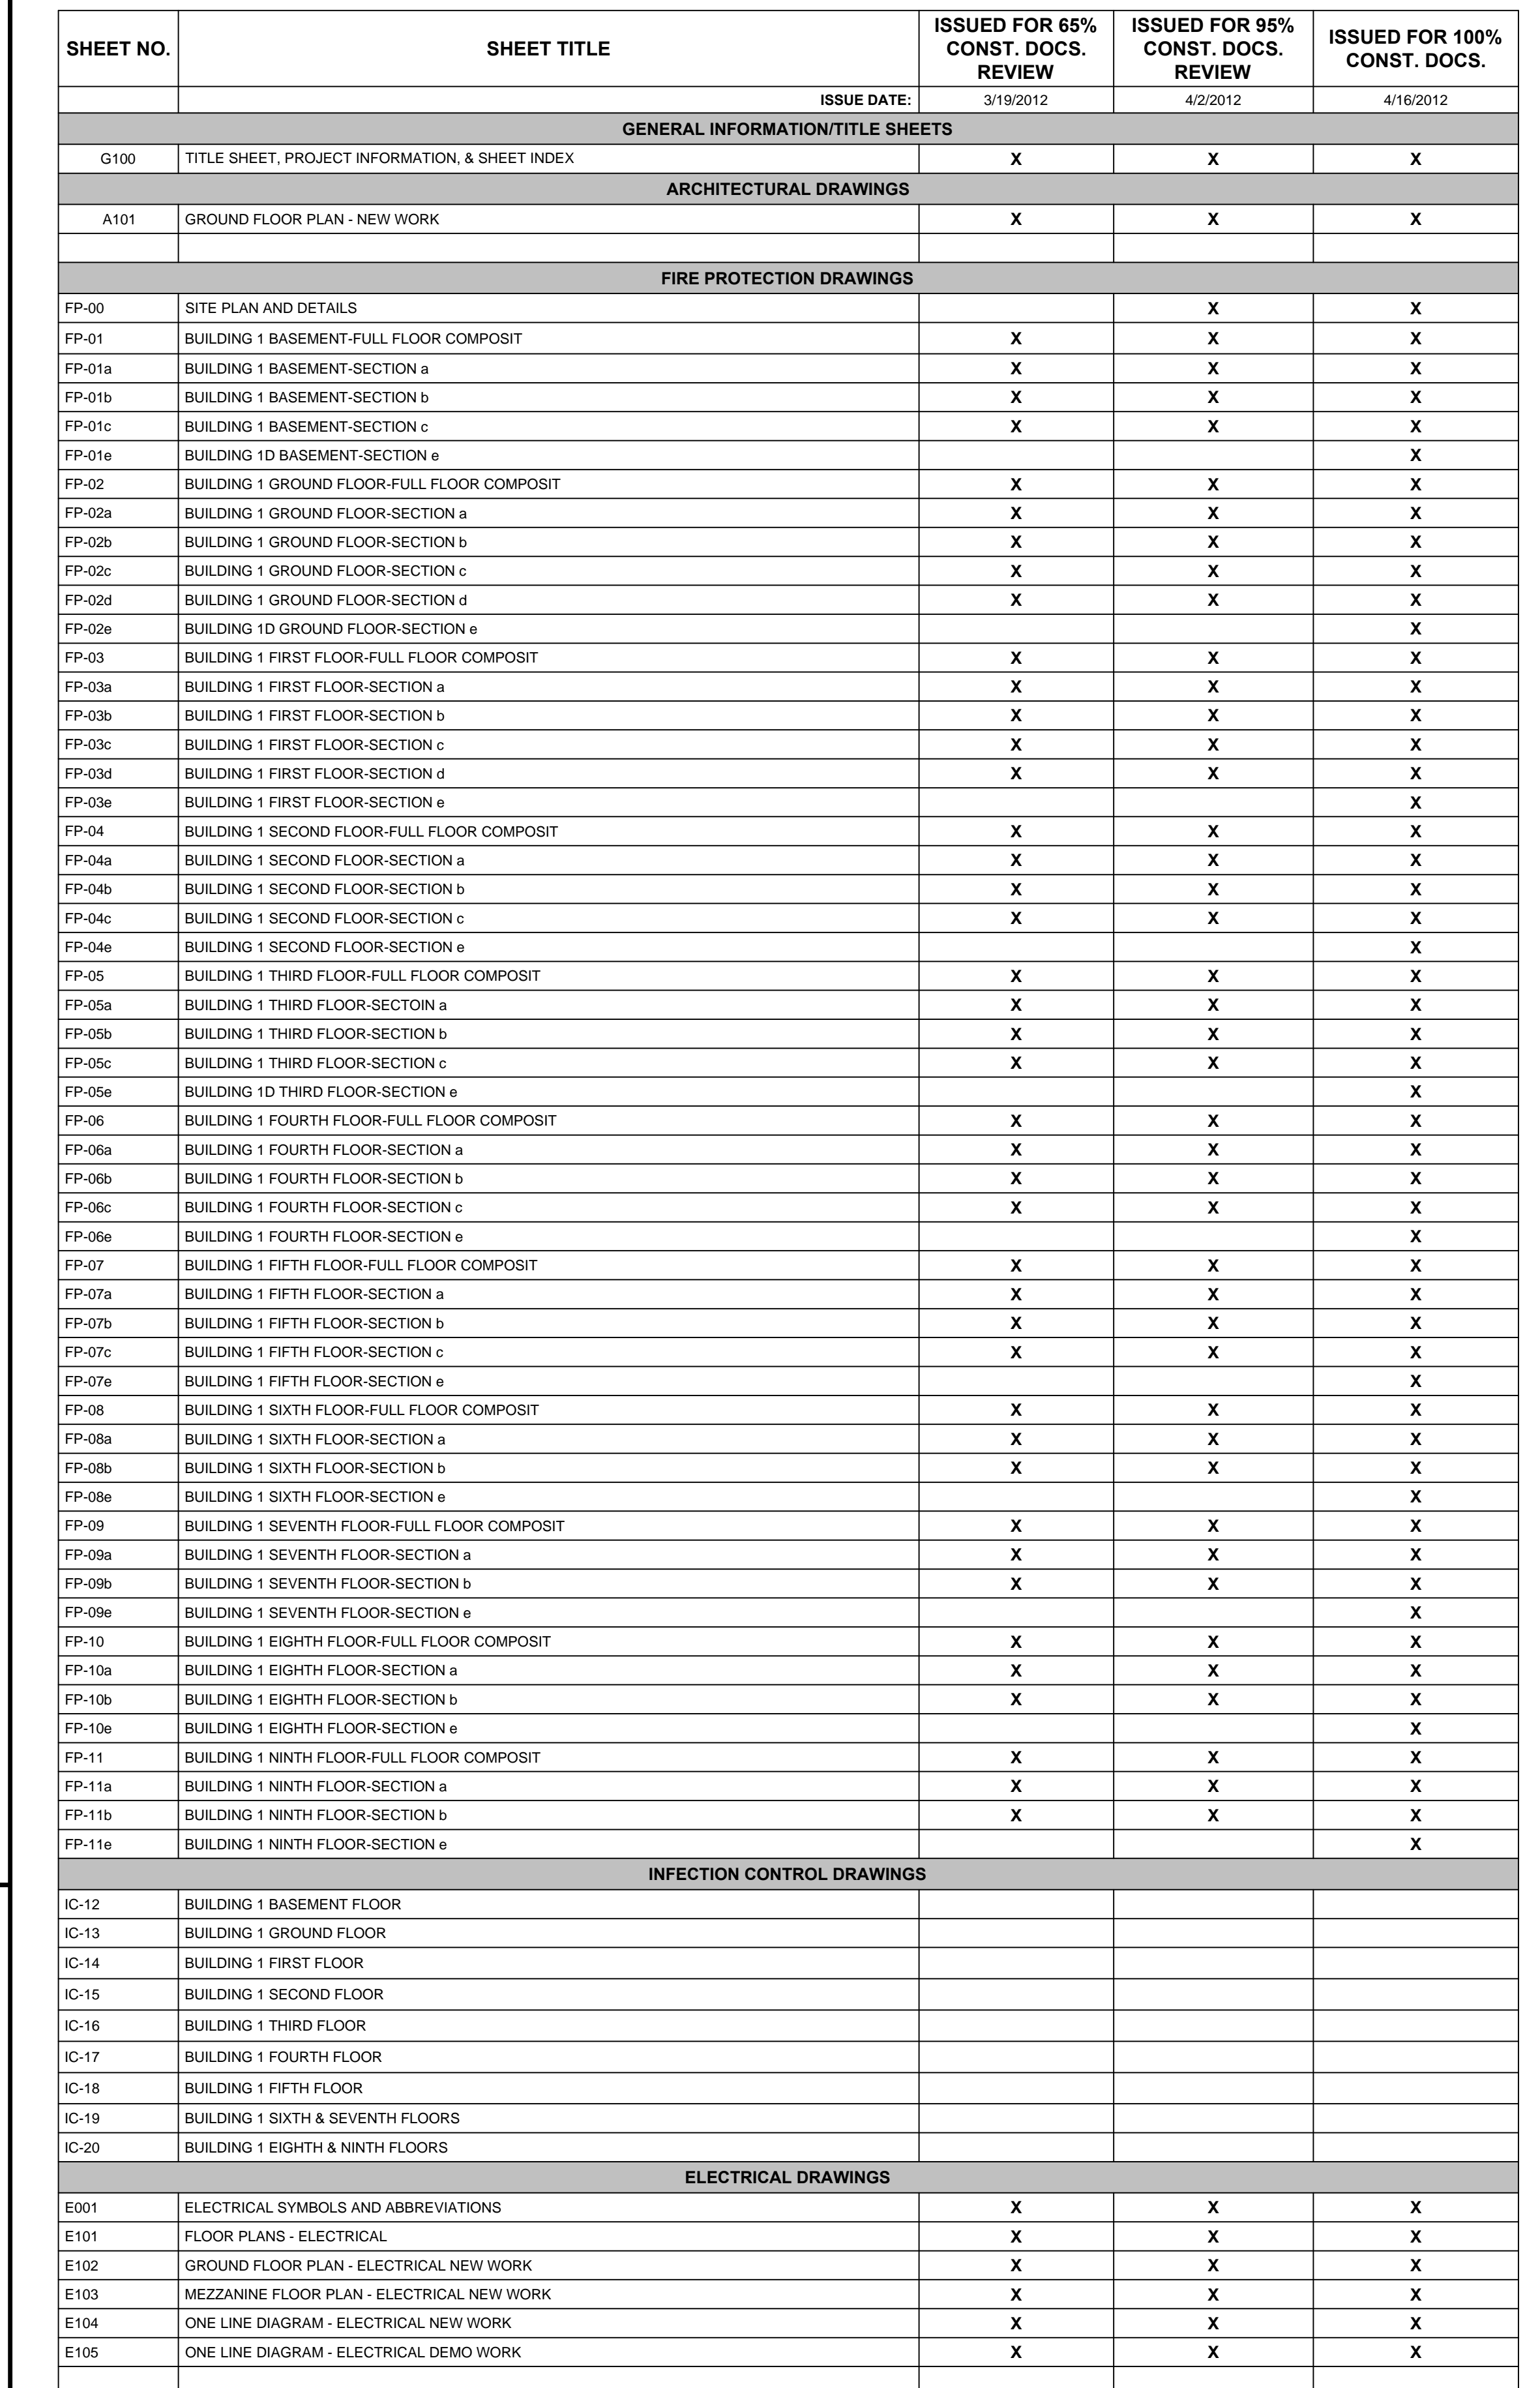 SHEET NO. SHEET TITLE ISSUED FOR 65% CONST. DOCS. REVIEW ISSUED FOR 95% CONST. DOCS. REVIEW ISSUED FOR 100% CONST. DOCS.
ISSUE DATE: 3/19/2012 4/2/2012 4/16/2012
GENERAL INFORMATION/TITLE SHEETS
G100 TITLE SHEET, PROJECT INFORMATION, & SHEET INDEX X X X
ARCHITECTURAL DRAWINGS
A101 GROUND FLOOR PLAN - NEW WORK X X X
FIRE PROTECTION DRAWINGS
FP-00 SITE PLAN AND DETAILS X X
FP-01 BUILDING 1 BASEMENT-FULL FLOOR COMPOSIT X X X
FP-01a BUILDING 1 BASEMENT-SECTION a X X X
FP-01b BUILDING 1 BASEMENT-SECTION b X X X
FP-01c BUILDING 1 BASEMENT-SECTION c X X X
FP-01e BUILDING 1D BASEMENT-SECTION e X
FP-02 BUILDING 1 GROUND FLOOR-FULL FLOOR COMPOSIT X X X
FP-02a BUILDING 1 GROUND FLOOR-SECTION a X X X
FP-02b BUILDING 1 GROUND FLOOR-SECTION b X X X
FP-02c BUILDING 1 GROUND FLOOR-SECTION c X X X
FP-02d BUILDING 1 GROUND FLOOR-SECTION d X X X
FP-02e BUILDING 1D GROUND FLOOR-SECTION e X
FP-03 BUILDING 1 FIRST FLOOR-FULL FLOOR COMPOSIT X X X
FP-03a BUILDING 1 FIRST FLOOR-SECTION a X X X
FP-03b BUILDING 1 FIRST FLOOR-SECTION b X X X
FP-03c BUILDING 1 FIRST FLOOR-SECTION c X X X
FP-03d BUILDING 1 FIRST FLOOR-SECTION d X X X
FP-03e BUILDING 1 FIRST FLOOR-SECTION e X
FP-04 BUILDING 1 SECOND FLOOR-FULL FLOOR COMPOSIT X X X
FP-04a BUILDING 1 SECOND FLOOR-SECTION a X X X
FP-04b BUILDING 1 SECOND FLOOR-SECTION b X X X
FP-04c BUILDING 1 SECOND FLOOR-SECTION c X X X
FP-04e BUILDING 1 SECOND FLOOR-SECTION e X
FP-05 BUILDING 1 THIRD FLOOR-FULL FLOOR COMPOSIT X X X
FP-05a BUILDING 1 THIRD FLOOR-SECTOIN a X X X
FP-05b BUILDING 1 THIRD FLOOR-SECTION b X X X
FP-05c BUILDING 1 THIRD FLOOR-SECTION c X X X
FP-05e BUILDING 1D THIRD FLOOR-SECTION e X
FP-06 BUILDING 1 FOURTH FLOOR-FULL FLOOR COMPOSIT X X X
FP-06a BUILDING 1 FOURTH FLOOR-SECTION a X X X
FP-06b BUILDING 1 FOURTH FLOOR-SECTION b X X X
FP-06c BUILDING 1 FOURTH FLOOR-SECTION c X X X
FP-06e BUILDING 1 FOURTH FLOOR-SECTION e X
FP-07 BUILDING 1 FIFTH FLOOR-FULL FLOOR COMPOSIT X X X
FP-07a BUILDING 1 FIFTH FLOOR-SECTION a X X X
FP-07b BUILDING 1 FIFTH FLOOR-SECTION b X X X
FP-07c BUILDING 1 FIFTH FLOOR-SECTION c X X X
FP-07e BUILDING 1 FIFTH FLOOR-SECTION e X
FP-08 BUILDING 1 SIXTH FLOOR-FULL FLOOR COMPOSIT X X X
FP-08a BUILDING 1 SIXTH FLOOR-SECTION a X X X
FP-08b BUILDING 1 SIXTH FLOOR-SECTION b X X X
FP-08e BUILDING 1 SIXTH FLOOR-SECTION e X
FP-09 BUILDING 1 SEVENTH FLOOR-FULL FLOOR COMPOSIT X X X
FP-09a BUILDING 1 SEVENTH FLOOR-SECTION a X X X
FP-09b BUILDING 1 SEVENTH FLOOR-SECTION b X X X
FP-09e BUILDING 1 SEVENTH FLOOR-SECTION e X
FP-10 BUILDING 1 EIGHTH FLOOR-FULL FLOOR COMPOSIT X X X
FP-10a BUILDING 1 EIGHTH FLOOR-SECTION a X X X
FP-10b BUILDING 1 EIGHTH FLOOR-SECTION b X X X
FP-10e BUILDING 1 EIGHTH FLOOR-SECTION e X
FP-11 BUILDING 1 NINTH FLOOR-FULL FLOOR COMPOSIT X X X
FP-11a BUILDING 1 NINTH FLOOR-SECTION a X X X
FP-11b BUILDING 1 NINTH FLOOR-SECTION b X X X
FP-11e BUILDING 1 NINTH FLOOR-SECTION e X
INFECTION CONTROL DRAWINGS
IC-12 BUILDING 1 BASEMENT FLOOR
IC-13 BUILDING 1 GROUND FLOOR
IC-14 BUILDING 1 FIRST FLOOR
IC-15 BUILDING 1 SECOND FLOOR
IC-16 BUILDING 1 THIRD FLOOR
IC-17 BUILDING 1 FOURTH FLOOR
IC-18 BUILDING 1 FIFTH FLOOR
IC-19 BUILDING 1 SIXTH & SEVENTH FLOORS
IC-20 BUILDING 1 EIGHTH & NINTH FLOORS
ELECTRICAL DRAWINGS
E001 ELECTRICAL SYMBOLS AND ABBREVIATIONS X X X
E101 FLOOR PLANS - ELECTRICAL X X X
E102 GROUND FLOOR PLAN - ELECTRICAL NEW WORK X X X
E103 MEZZANINE FLOOR PLAN - ELECTRICAL NEW WORK X X X
E104 ONE LINE DIAGRAM - ELECTRICAL NEW WORK X X X
E105 ONE LINE DIAGRAM - ELECTRICAL DEMO WORK X X X